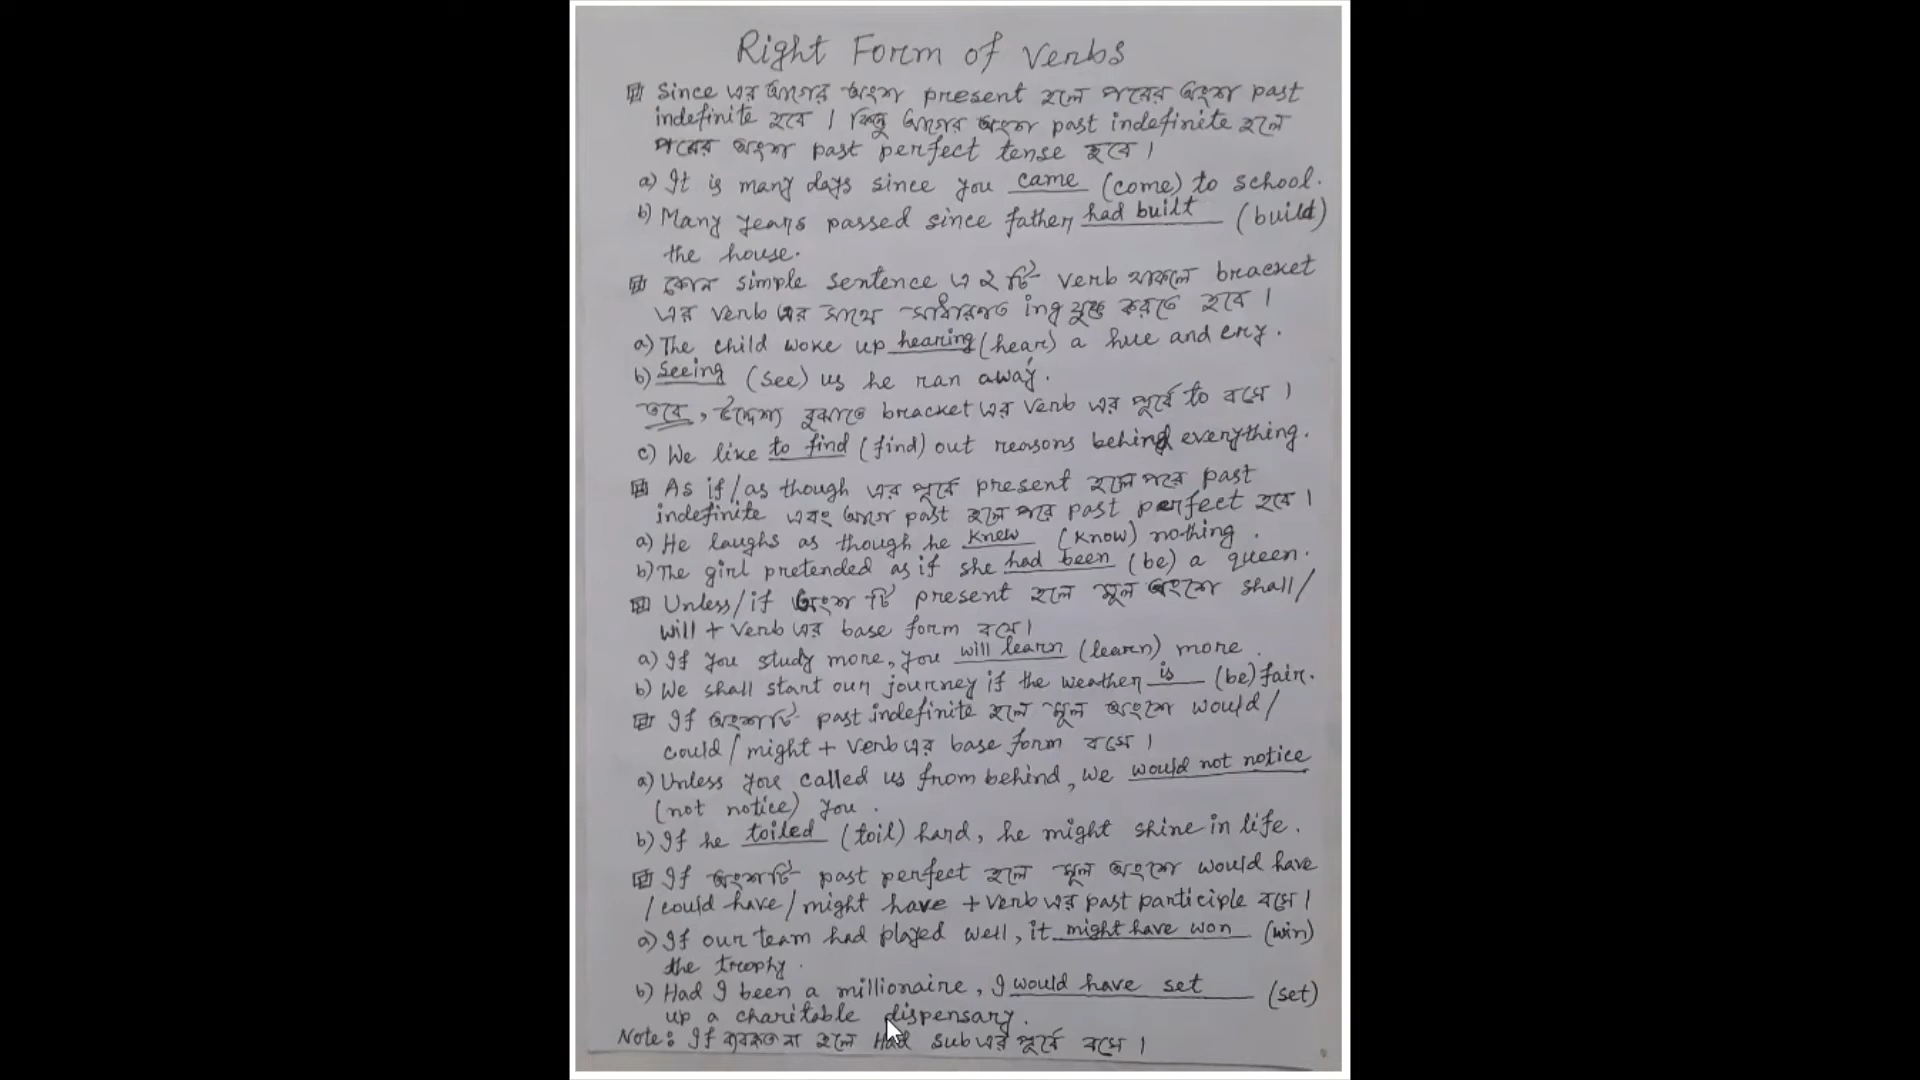 Right Form of Verbs
Since এর আগের অংশ present হলে পরের অংশ past
indefinite হবে। কিন্তু আগের অংশ past indefinite হলে
পরের অংশ past perfect tense হবে।
a) It is many days since you came (come) to school.
b) Many years passed since father had built (build)
the house.
কোন simple sentence এ ২টি verb থাকলে bracket
এর verb এর সাথে সাধারণত ing যুক্ত করতে হবে।
a) The child woke up hearing (hear) a hue and cry.
b) Seeing (see) us he ran away.
তবে, উদ্দেশ্য বুঝাতে bracket এর verb এর পূর্বে to বসে।
c) We like to find (find) out reasons behind everything.
As if/as though এর পূর্বে present হলে পরে past
indefinite এবং আগে past হলে পরে past perfect হবে।
a) He laughs as though he knew (know) nothing.
b) The girl pretended as if she had been (be) a queen.
Unless/if অংশ টি present হলে মূল অংশে shall/
will + verb এর base form বসে।
a) If you study more, you will learn (learn) more.
b) We shall start our journey if the weather is (be) fair.
If অংশটি past indefinite হলে মূল অংশে would/
could/might + verb এর base form বসে।
a) Unless you called us from behind, we would not notice
(not notice) you.
b) If he toiled (toil) hard, he might shine in life.
If অংশটি past perfect হলে মূল অংশে would have
/could have/might have + verb এর past participle বসে।
a) If our team had played well, it might have won (win)
the trophy.
b) Had I been a millionaire, I would have set (set)
up a charitable dispensary.
Note: If ব্যবহৃত না হলে Had sub এর পূর্বে বসে।